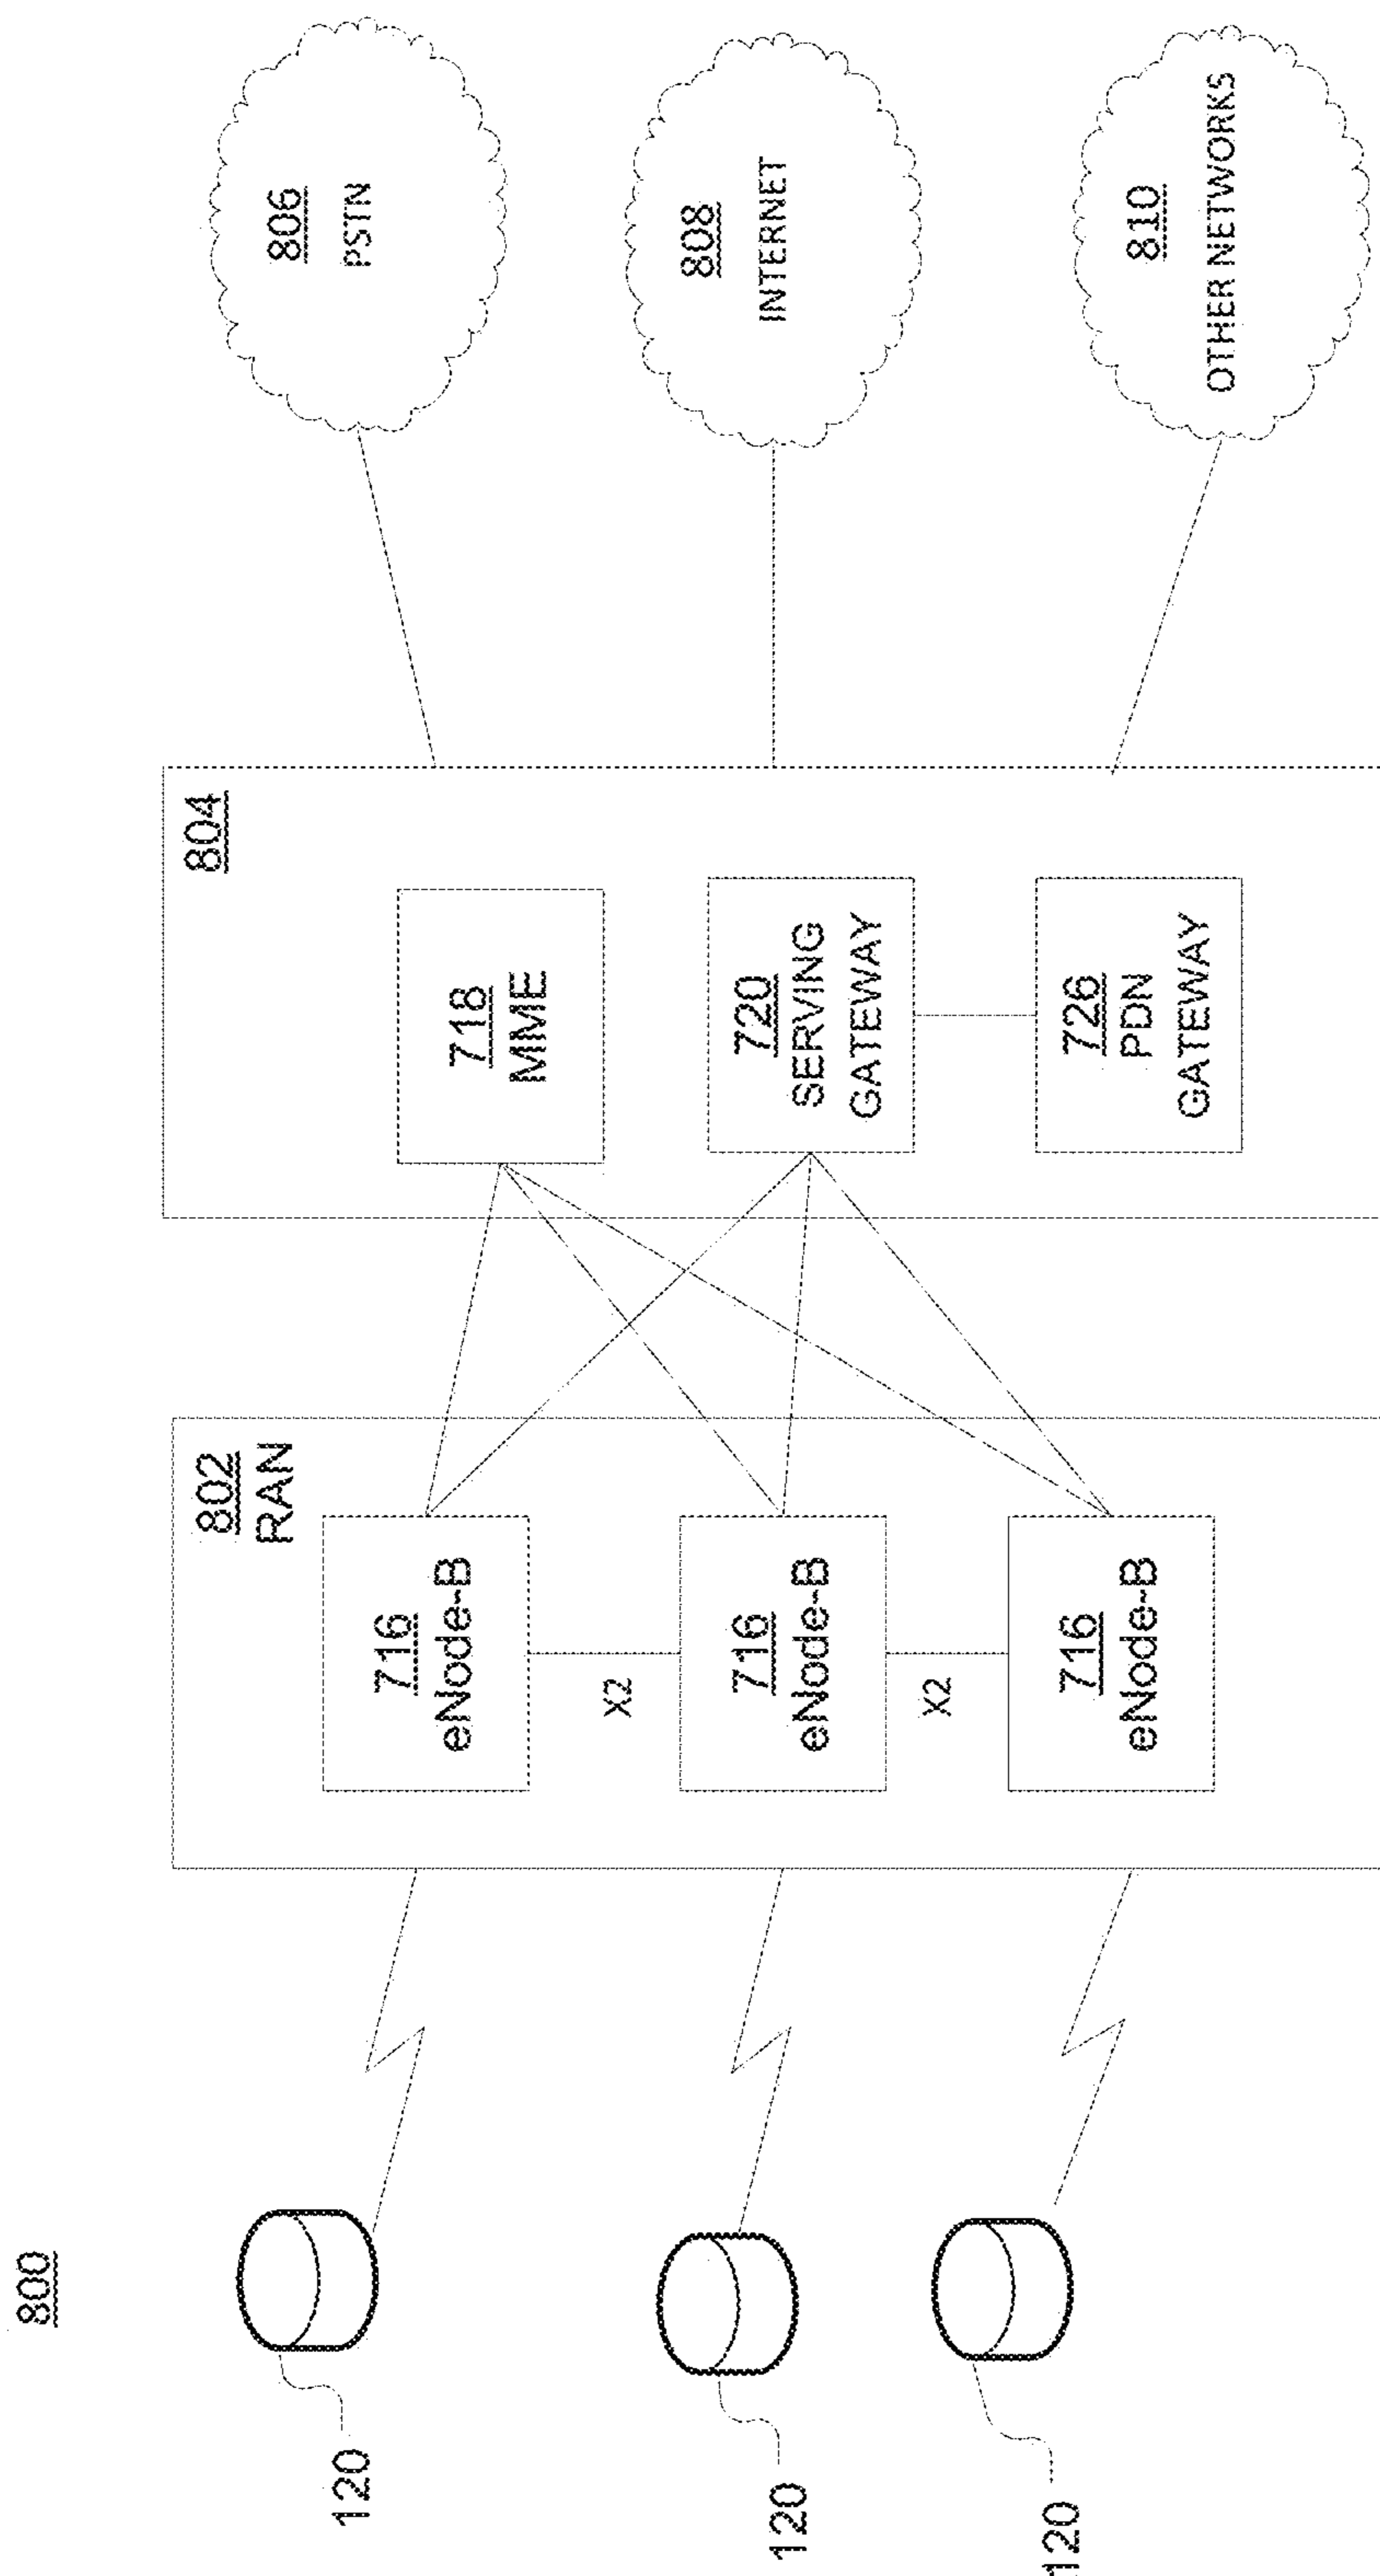 800
120
120
120
802
RAN
716
eNode-B
X2
716
eNode-B
X2
716
eNode-B
804
718
MME
720
SERVING
GATEWAY
726
PDN
GATEWAY
806
PSTN
808
INTERNET
810
OTHER NETWORKS